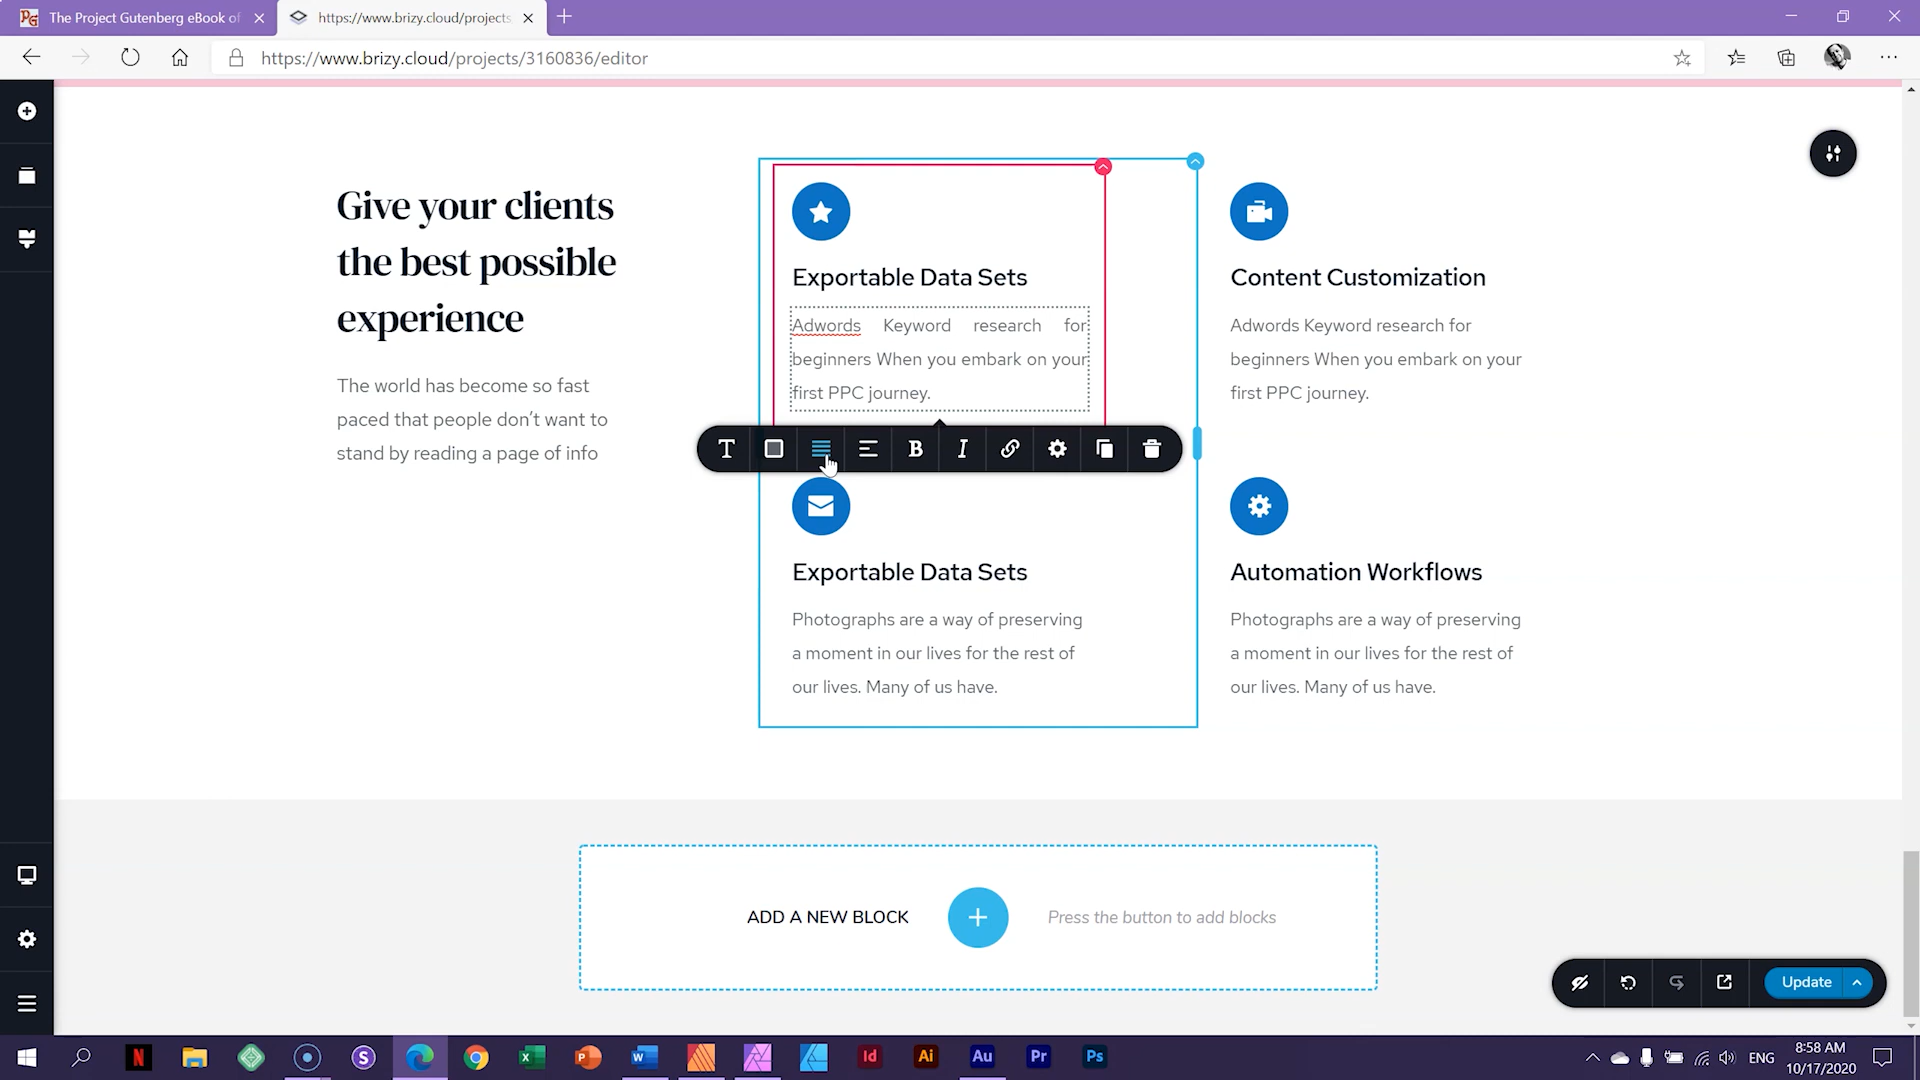 The Project Gutenberg eBook of
https://www.brizy.cloud/projects
https://www.brizy.cloud/projects/3160836/editor
Give your clients
the best possible
experience
The world has become so fast
paced that people don't want to
stand by reading a page of info
Exportable Data Sets
Adwords Keyword research for
beginners When you embark on your
first PPC journey.
Content Customization
Adwords Keyword research for
beginners When you embark on your
first PPC journey.
T B I
Exportable Data Sets
Photographs are a way of preserving
a moment in our lives for the rest of
our lives. Many of us have.
Automation Workflows
Photographs are a way of preserving
a moment in our lives for the rest of
our lives. Many of us have.
ADD A NEW BLOCK
Press the button to add blocks
Update
N
S
X
P
W
Id
Ai
Au
Pr
Ps
ENG
8:58 AM
10/17/2020